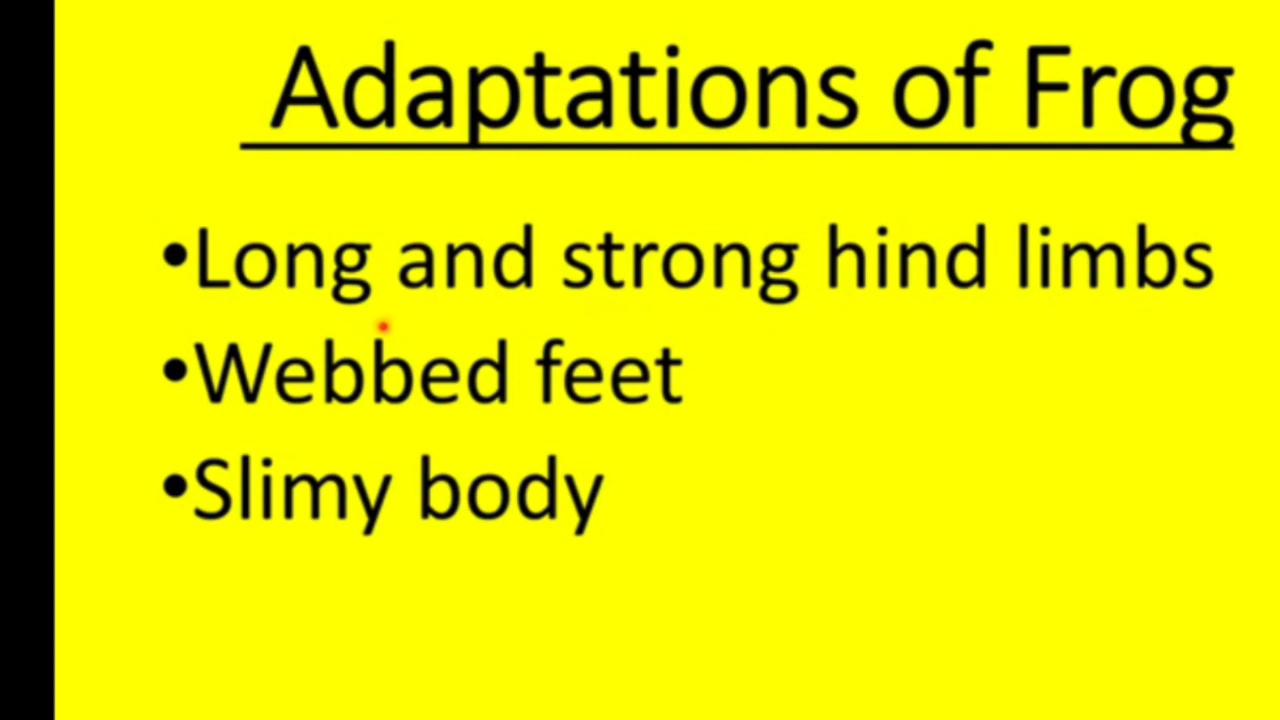 Adaptations of Frog
•Long and strong hind limbs
•Webbed feet
•Slimy body